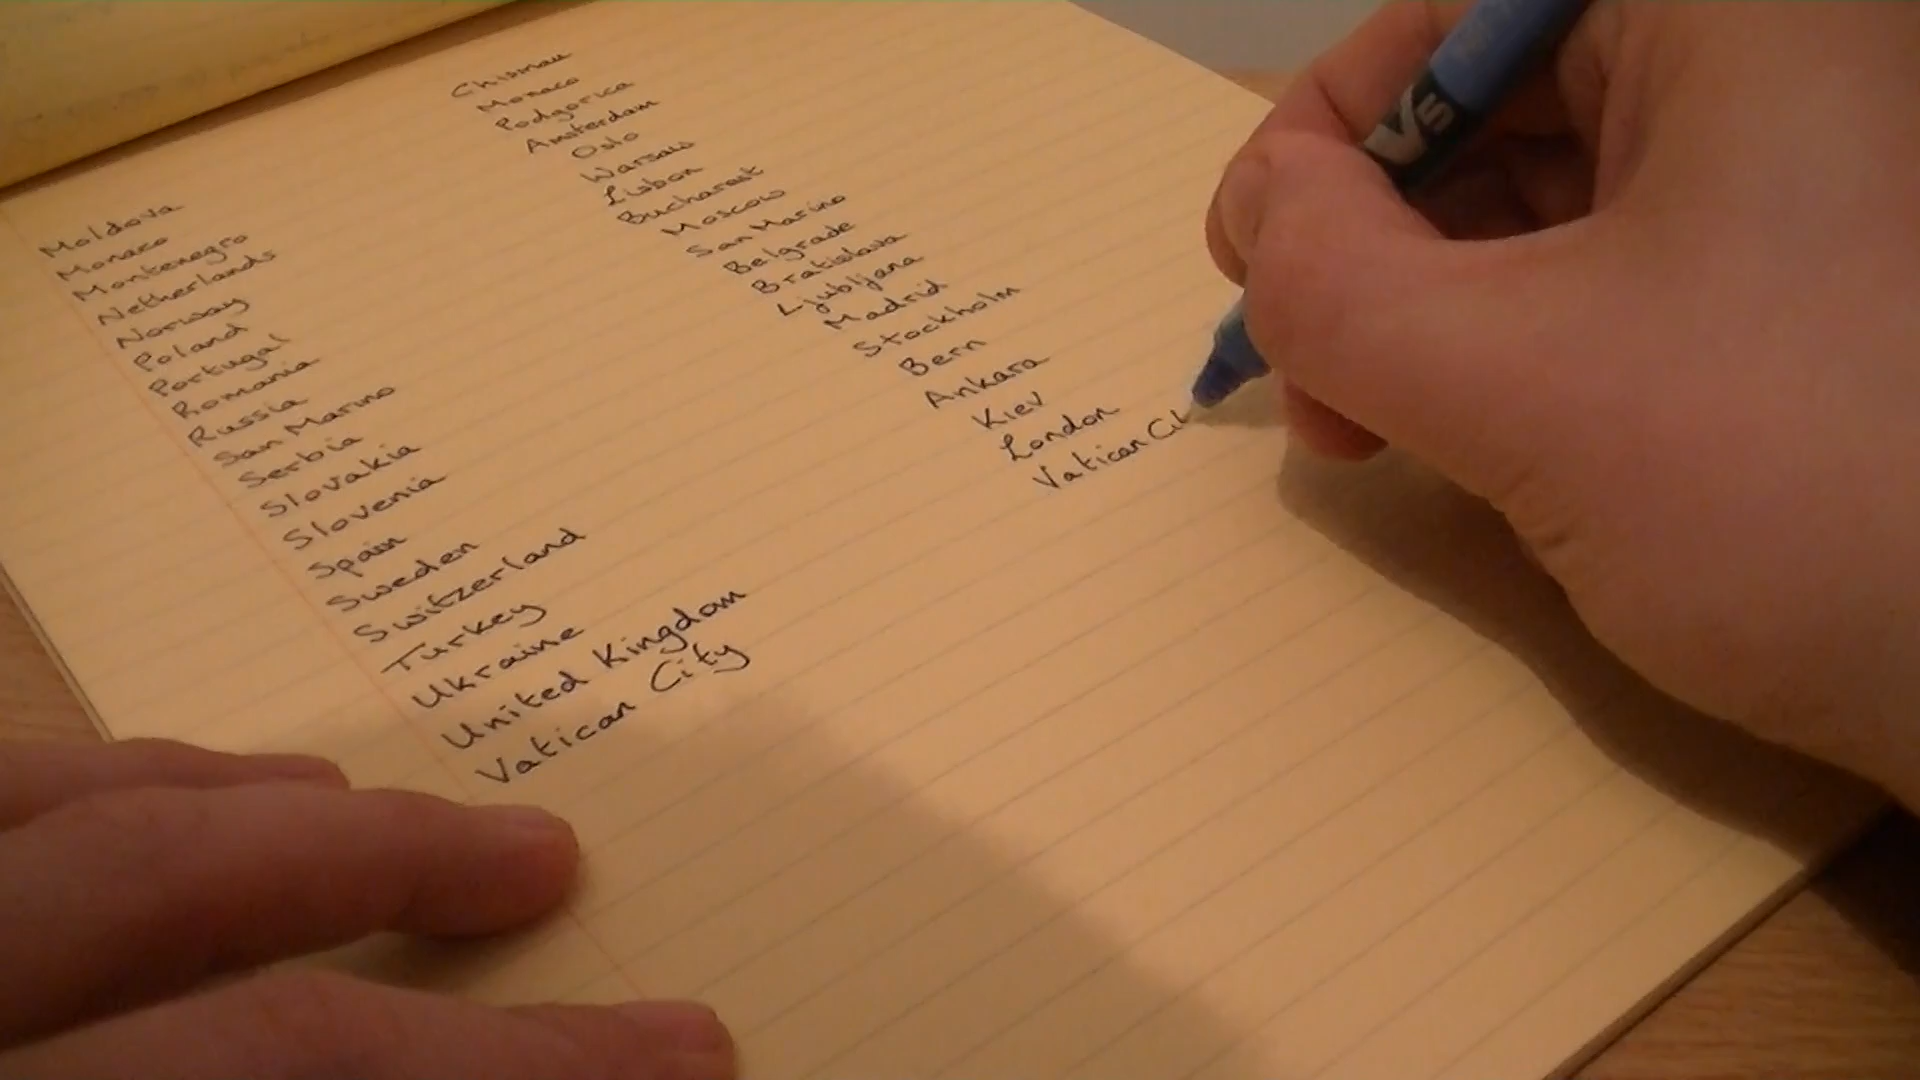 Moldova Chisinau
Monaco Monaco
Montenegro Podgorica
Netherlands Amsterdam
Norway Oslo
Poland Warsaw
Portugal Lisbon
Romania Bucharest
Russia Moscow
San Marino San Marino
Serbia Belgrade
Slovakia Bratislava
Slovenia Ljubljana
Spain Madrid
Sweden Stockholm
Switzerland Bern
Turkey Ankara
Ukraine Kiev
United Kingdom London
Vatican City Vatican Cit
V5